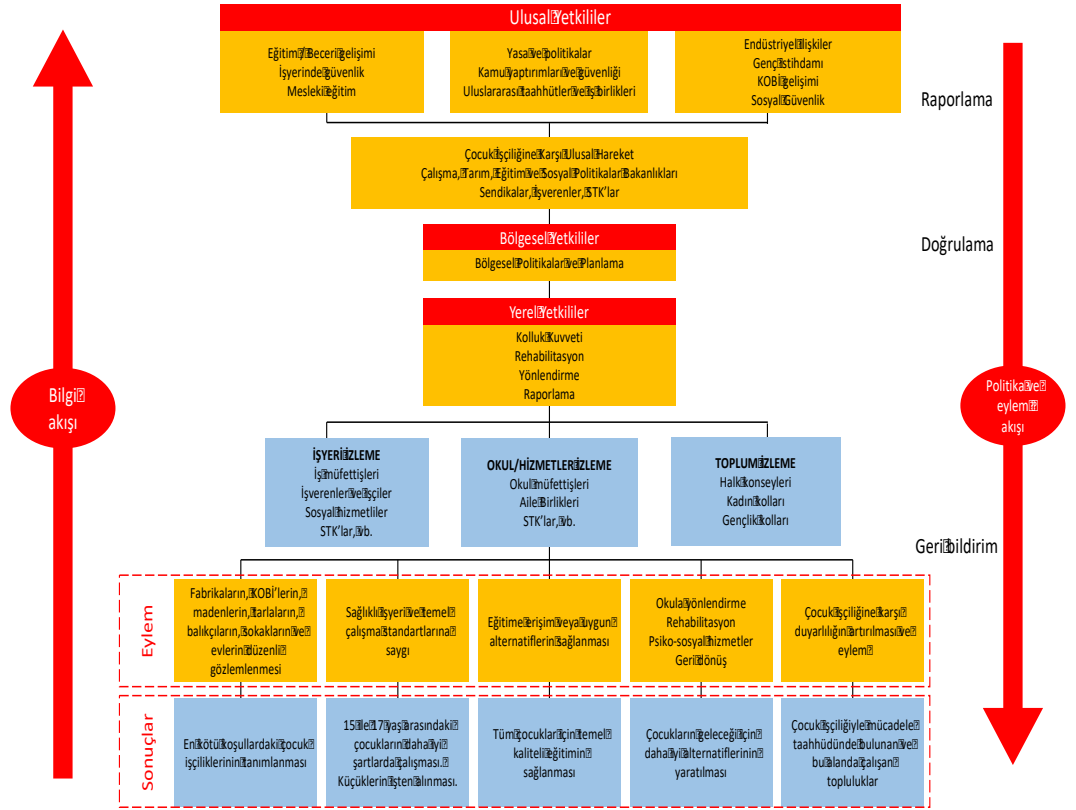 Ulusal Yetkililer
Eğitim / Beceri gelişimi
İşyerinde güvenlik
Mesleki eğitim
Yasa ve politikalar
Kamu yaptırımları ve güvenliği
Uluslararası taahhütler ve iş birlikleri
Endüstriyel ilişkiler
Genç istihdamı
KOBİ gelişimi
Sosyal Güvenlik
Raporlama
Çocuk İşçiliğine Karşı Ulusal Hareket
Çalışma, Tarım, Eğitim ve Sosyal Politikalar Bakanlıkları
Sendikalar, İşverenler, STK’lar
Bölgesel Yetkililer
Bölgesel Politikalar ve Planlama
Doğrulama
Yerel Yetkililer
Kolluk Kuvveti
Rehabilitasyon
Yönlendirme
Raporlama
Bilgi
akışı
Politika ve
eylem
akışı
İŞYERİ İZLEME
İş müfettişleri
İşverenler ve işçiler
Sosyal hizmetliler
STK’lar, vb.
OKUL/HİZMETLER İZLEME
Okul müfettişleri
Aile Birlikleri
STK’lar, vb.
TOPLUM İZLEME
Halk konseyleri
Kadın kolları
Gençlik kolları
Geri bildirim
Eylem
Fabrikaların, KOBİ’lerin,
madenlerin, tarlaların,
balıkçıların, sokakların ve
evlerin düzenli
gözlemlenmesi
Sağlıklı işyeri ve temel
çalışma standartlarına
saygı
Eğitime erişim veya uygun
alternatiflerin sağlanması
Okula yönlendirme
Rehabilitasyon
Psiko-sosyal hizmetler
Geri dönüş
Çocuk işçiliğine karşı
duyarlılığın artırılması ve
eylem
Sonuçlar
En kötü koşullardaki çocuk
işçiliklerinin tanımlanması
15 ile 17 yaş arasındaki
çocukların daha iyi
şartlarda çalışması.
Küçüklerin işten alınması.
Tüm çocuklar için temel
kaliteli eğitimin
sağlanması
Çocukların geleceği için
daha iyi alternatiflerinin
yaratılması
Çocuk işçiliğiyle mücadele
taahhüdünde bulunan ve
bu alanda çalışan
topluluklar